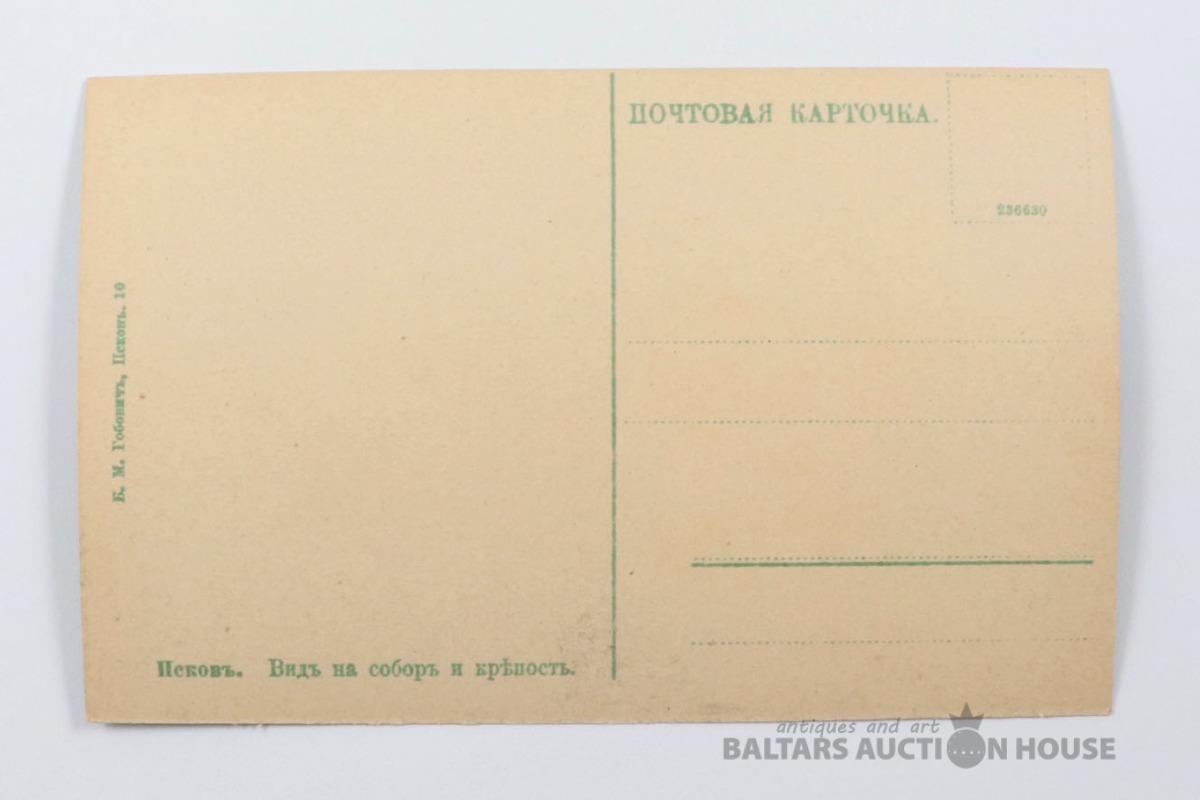 ПОЧТОВАЯ КАРТОЧКА.
236630
Б. М. Гобовичъ, Псковъ. 10
Псковъ. Видъ на соборъ и крѣпость.
antiques and art
BALTARS AUCTION HOUSE